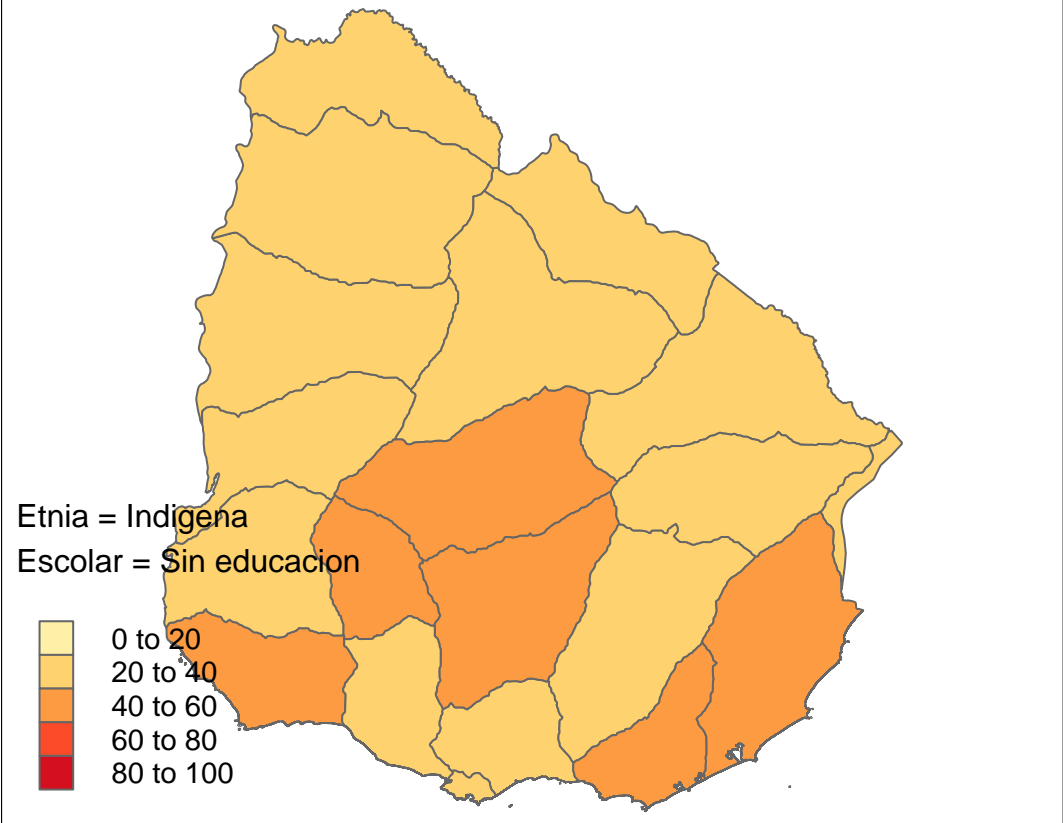 Etnia = Indigena
Escolar = Sin educacion
0 to 20
20 to 40
40 to 60
60 to 80
80 to 100